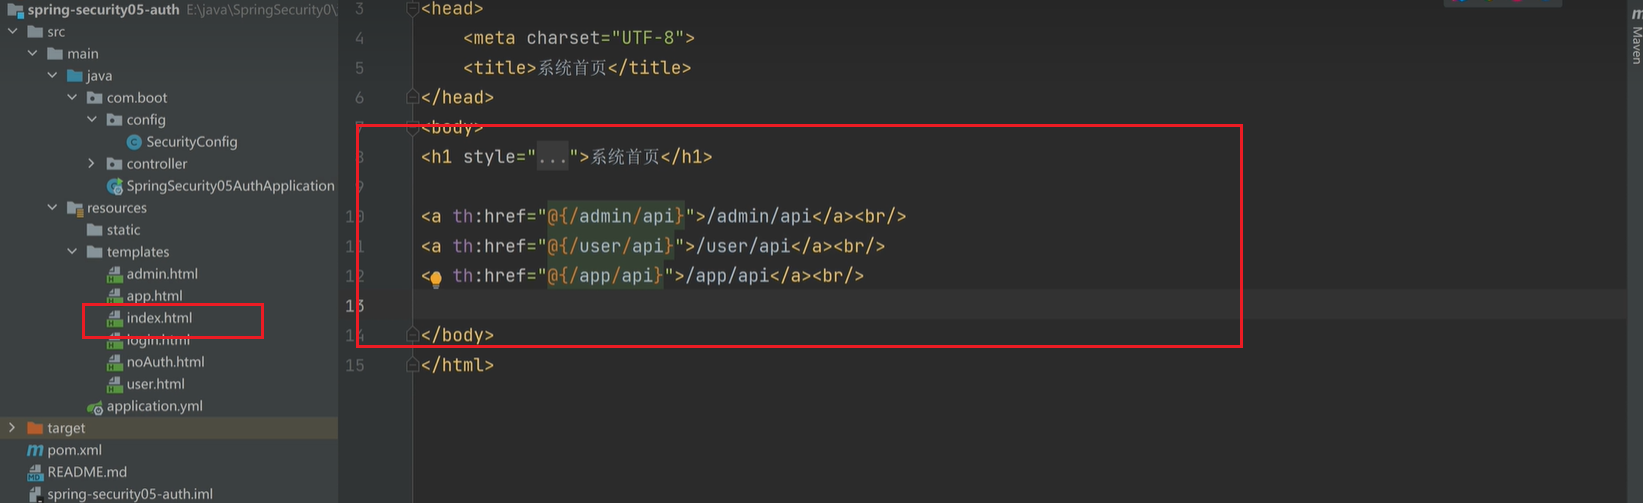 spring-security05-auth E:\java\SpringSecurity0\
src
main
java
com.boot
config
SecurityConfig
controller
SpringSecurity05AuthApplication
resources
static
templates
admin.html
app.html
index.html
login.html
noAuth.html
user.html
application.yml
target
pom.xml
README.md
spring-security05-auth.iml
3 <head>
4 <meta charset="UTF-8">
5 <title>系统首页</title>
6 </head>
7 <body>
8 <h1 style="...">系统首页</h1>
9
10 <a th:href="@{/admin/api}">/admin/api</a><br/>
11 <a th:href="@{/user/api}">/user/api</a><br/>
12 < th:href="@{/app/api}">/app/api</a><br/>
13
14 </body>
15 </html>
m
Maven